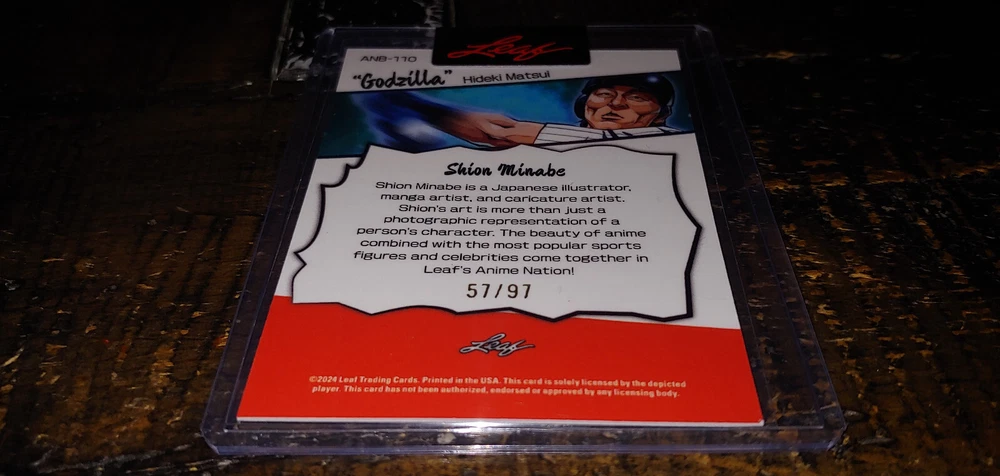 Leaf
ANB-110
"Godzilla" Hideki Matsui
Shion Minabe
Shion Minabe is a Japanese illustrator,
manga artist, and caricature artist.
Shion's art is more than just a
photographic representation of a
person's character. The beauty of anime
combined with the most popular sports
figures and celebrities come together in
Leaf's Anime Nation!
57/97
Leaf
©2024 Leaf Trading Cards. Printed in the USA. This card is solely licensed by the depicted
player. This card has not been authorized, endorsed or approved by any licensing body.